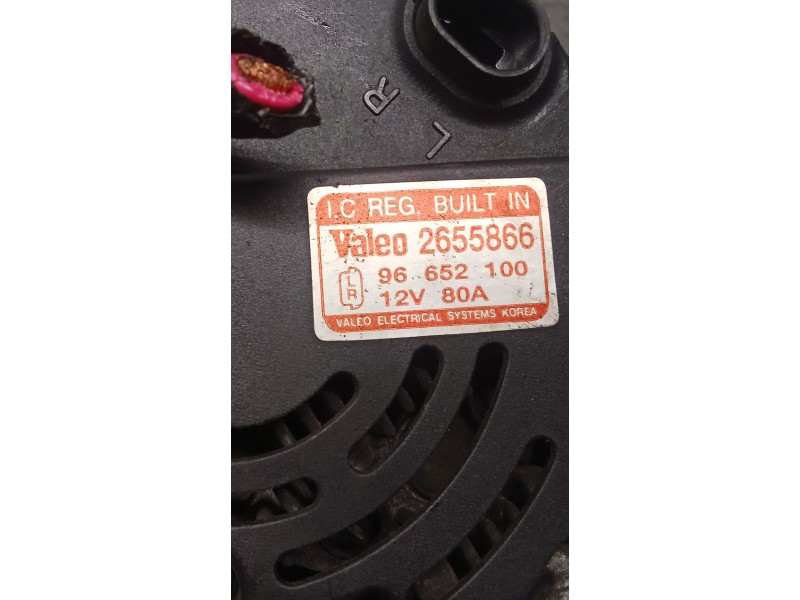 R
L
I.C REG. BUILT IN
Valeo 2655866
L 96 652 100
R 12V 80A
VALEO ELECTRICAL SYSTEMS KOREA